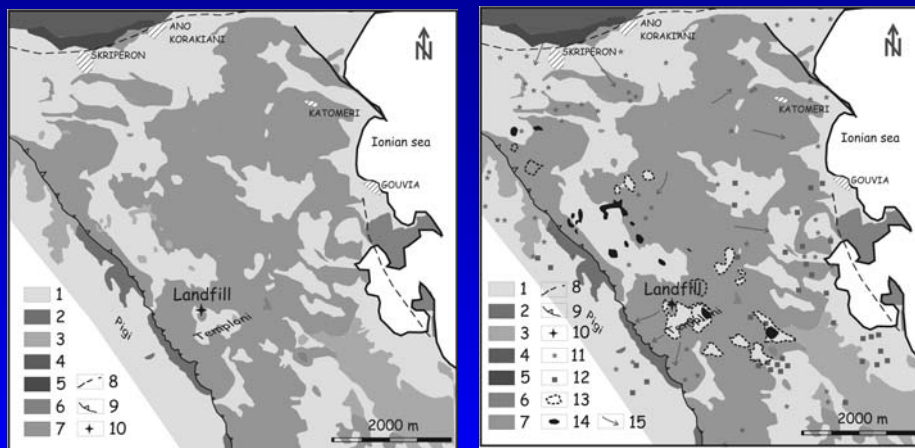 N
ANO
KORAKIANI
SKRIPERON
KATOMERI
Ionian sea
GOUVIA
Landfill
Templani
Pigi
1
2
3
4
5
6
7
8
9
10
2000 m
N
ANO
KORAKIANI
SKRIPERON
KATOMERI
Ionian sea
GOUVIA
Landfill
Templani
Pigi
1
2
3
4
5
6
7
8
9
10
11
12
13
14
15
2000 m